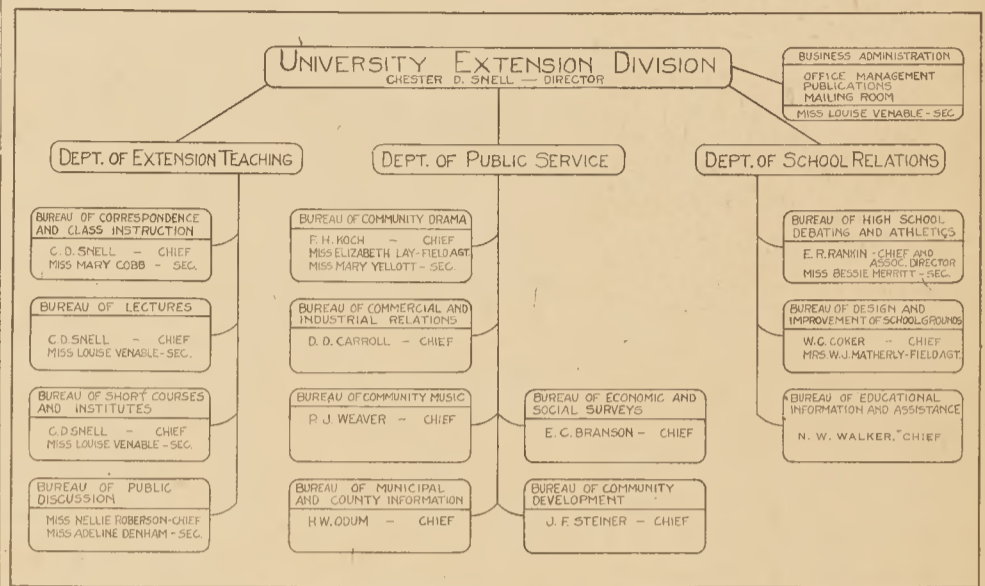 UNIVERSITY EXTENSION DIVISION
CHESTER D. SNELL — DIRECTOR
BUSINESS ADMINISTRATION
OFFICE MANAGEMENT
PUBLICATIONS
MAILING ROOM
MISS LOUISE VENABLE - SEC
DEPT. OF EXTENSION TEACHING
DEPT. OF PUBLIC SERVICE
DEPT. OF SCHOOL RELATIONS
BUREAU OF CORRESPONDENCE
AND CLASS INSTRUCTION
C. D. SNELL — CHIEF
MISS MARY COBB - SEC.
BUREAU OF LECTURES
C. D. SNELL — CHIEF
MISS LOUISE VENABLE - SEC.
BUREAU OF SHORT COURSES
AND INSTITUTES
C. D. SNELL — CHIEF
MISS LOUISE VENABLE - SEC.
BUREAU OF PUBLIC
DISCUSSION
MISS NELLIE ROBERSON-CHIEF
MISS ADELINE DENHAM - SEC.
BUREAU OF COMMUNITY DRAMA
F. H. KOCH — CHIEF
MISS ELIZABETH LAY - FIELD AGT.
MISS MARY YELLOTT - SEC.
BUREAU OF COMMERCIAL AND
INDUSTRIAL RELATIONS
D. D. CARROLL — CHIEF
BUREAU OF COMMUNITY MUSIC
P. J. WEAVER — CHIEF
BUREAU OF MUNICIPAL
AND COUNTY INFORMATION
H. W. ODUM — CHIEF
BUREAU OF ECONOMIC AND
SOCIAL SURVEYS
E. C. BRANSON — CHIEF
BUREAU OF COMMUNITY
DEVELOPMENT
J. F. STEINER — CHIEF
BUREAU OF HIGH SCHOOL
DEBATING AND ATHLETICS
E. R. RANKIN - CHIEF AND
ASSOC. DIRECTOR
MISS BESSIE MERRITT - SEC.
BUREAU OF DESIGN AND
IMPROVEMENT OF SCHOOL GROUNDS
W. C. COKER — CHIEF
MRS. W. J. MATHERLY - FIELD AGT.
BUREAU OF EDUCATIONAL
INFORMATION AND ASSISTANCE
N. W. WALKER. CHIEF